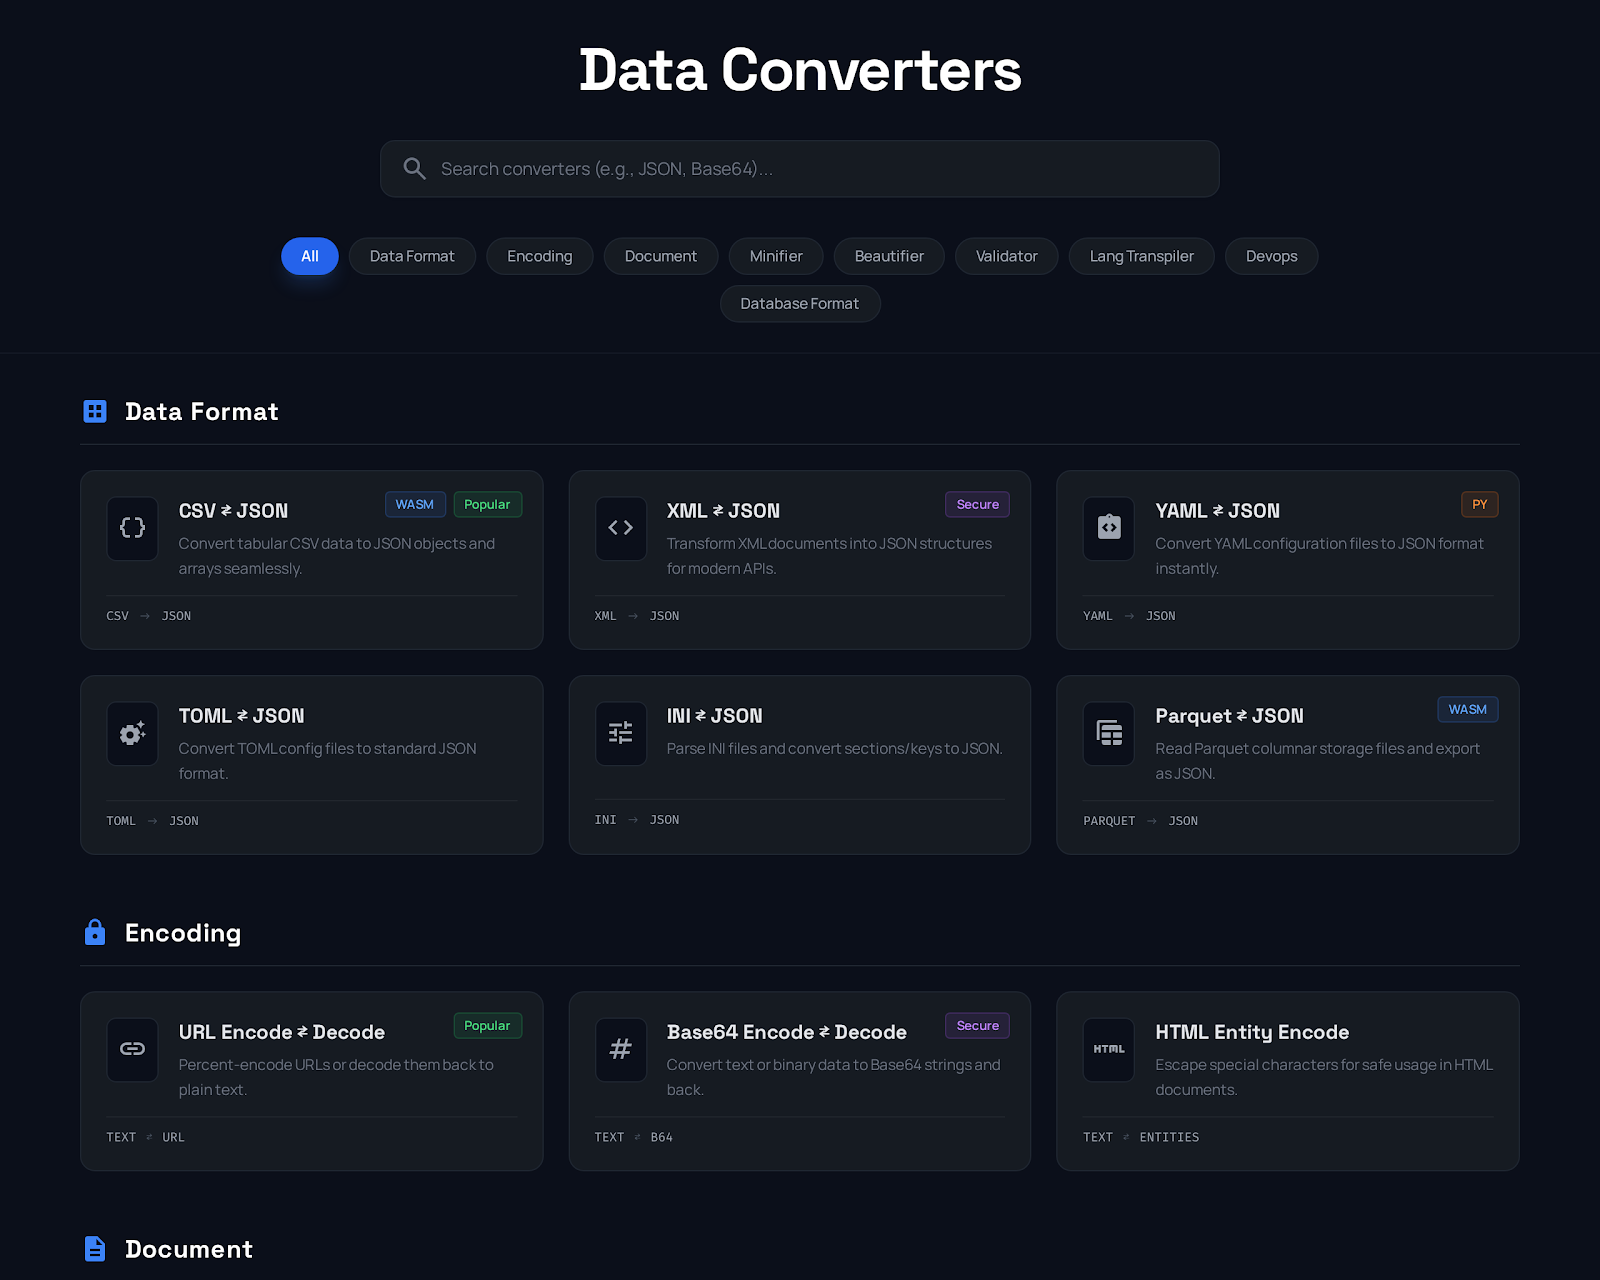 Data Converters
Search converters (e.g., JSON, Base64)...
All
Data Format
Encoding
Document
Minifier
Beautifier
Validator
Lang Transpiler
Devops
Database Format
Data Format
CSV ⇌ JSON
WASM
Popular
Convert tabular CSV data to JSON objects and
arrays seamlessly.
CSV → JSON
XML ⇌ JSON
Secure
Transform XML documents into JSON structures
for modern APIs.
XML → JSON
YAML ⇌ JSON
PY
Convert YAML configuration files to JSON format
instantly.
YAML → JSON
TOML ⇌ JSON
Convert TOML config files to standard JSON
format.
TOML → JSON
INI ⇌ JSON
Parse INI files and convert sections/keys to JSON.
INI → JSON
Parquet ⇌ JSON
WASM
Read Parquet columnar storage files and export
as JSON.
PARQUET → JSON
Encoding
URL Encode ⇌ Decode
Popular
Percent-encode URLs or decode them back to
plain text.
TEXT ⇌ URL
Base64 Encode ⇌ Decode
Secure
Convert text or binary data to Base64 strings and
back.
TEXT ⇌ B64
HTML
HTML Entity Encode
Escape special characters for safe usage in HTML
documents.
TEXT ⇌ ENTITIES
Document